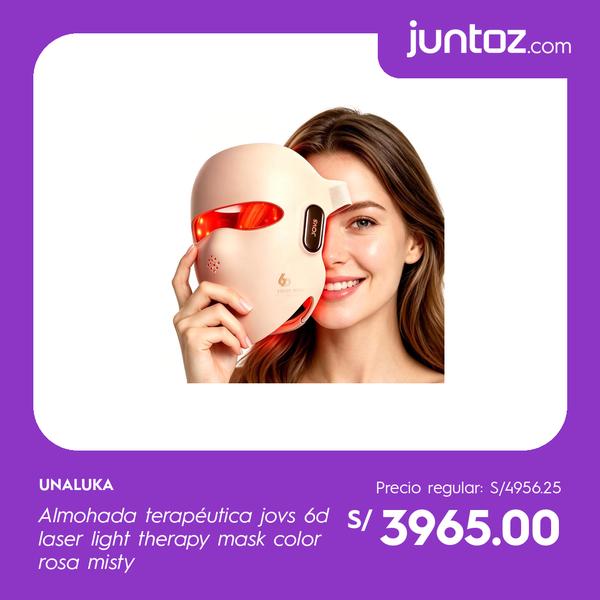 juntoz.com
JOVS
6D
UNALUKA
Precio regular: S/4956.25
Almohada terapéutica jovs 6d
laser light therapy mask color
rosa misty
S/ 3965.00